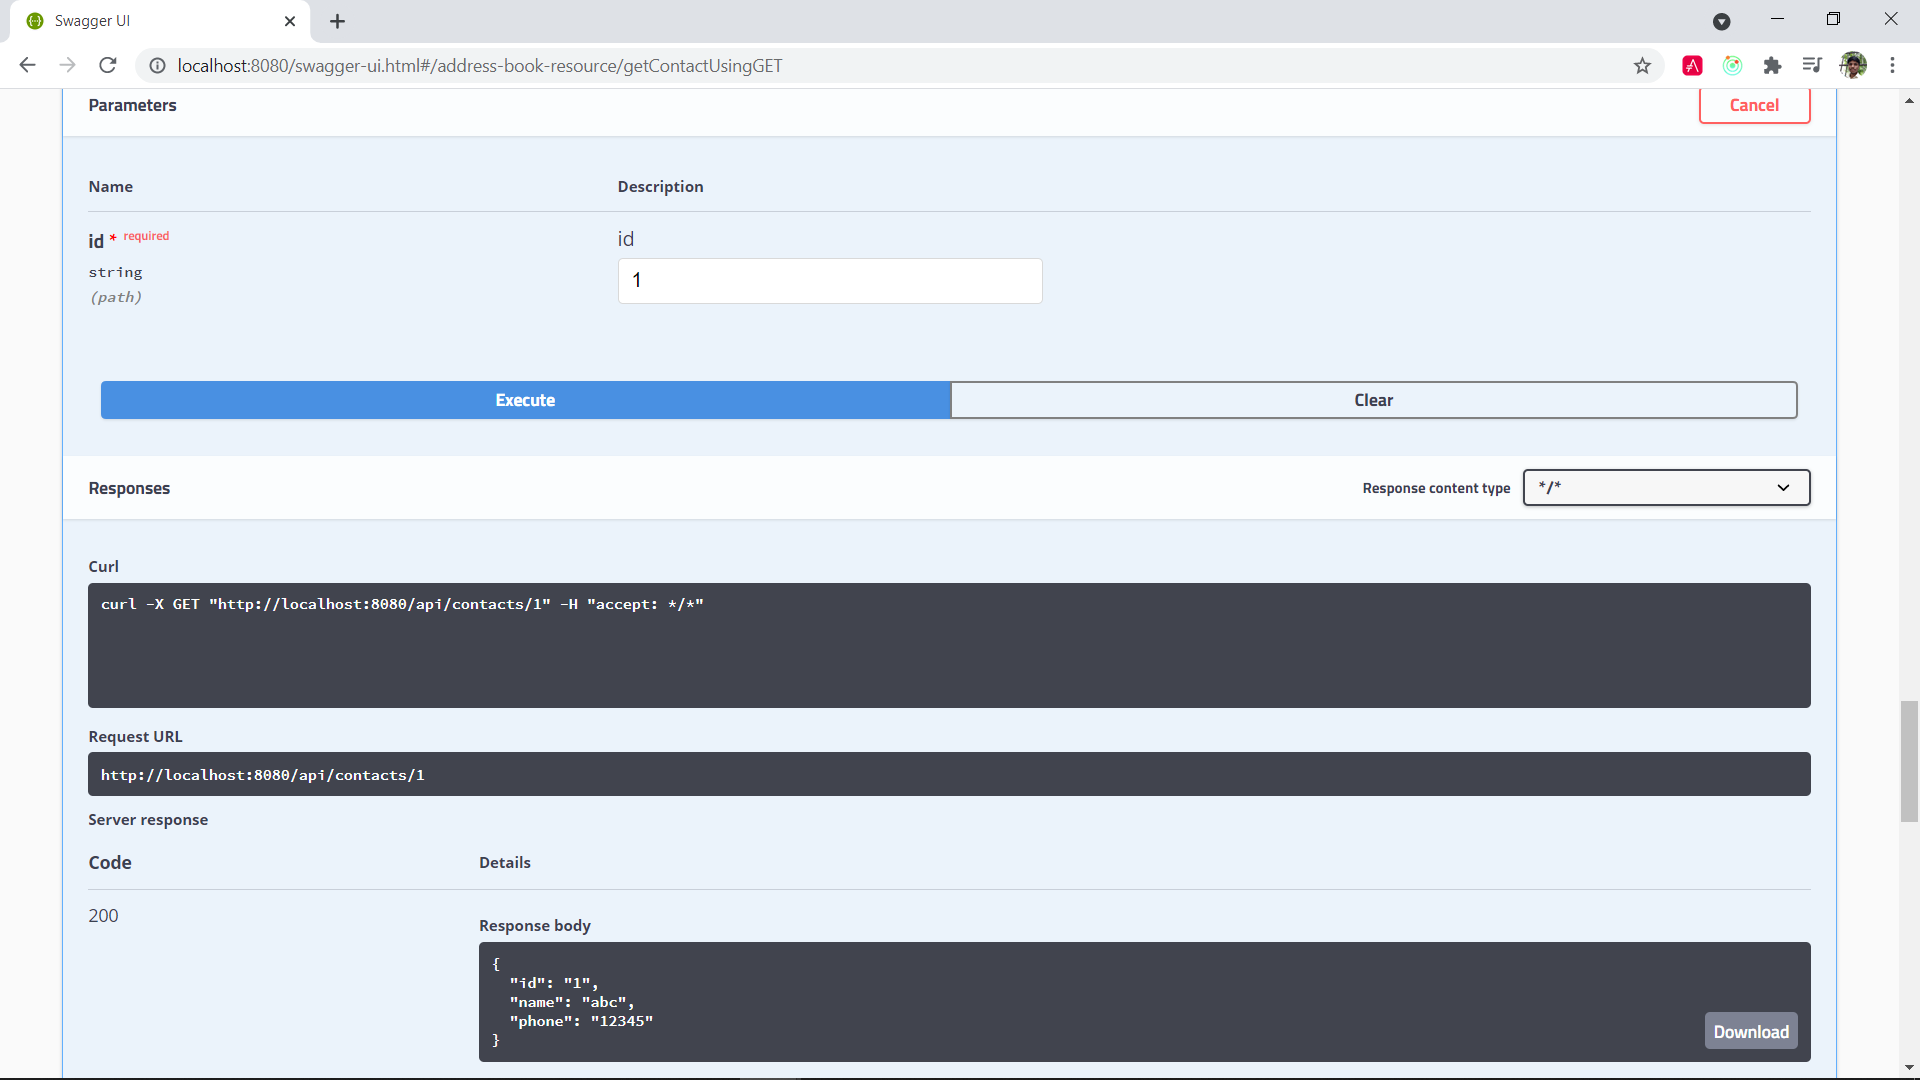 Swagger UI
localhost:8080/swagger-ui.html#/address-book-resource/getContactUsingGET
Parameters
Cancel
Name Description
id * required id
string 1
(path)
Execute Clear
Responses Response content type */*
Curl
curl -X GET "http://localhost:8080/api/contacts/1" -H "accept: */*"
Request URL
http://localhost:8080/api/contacts/1
Server response
Code Details
200
Response body
{
"id": "1",
"name": "abc",
"phone": "12345"
}
Download